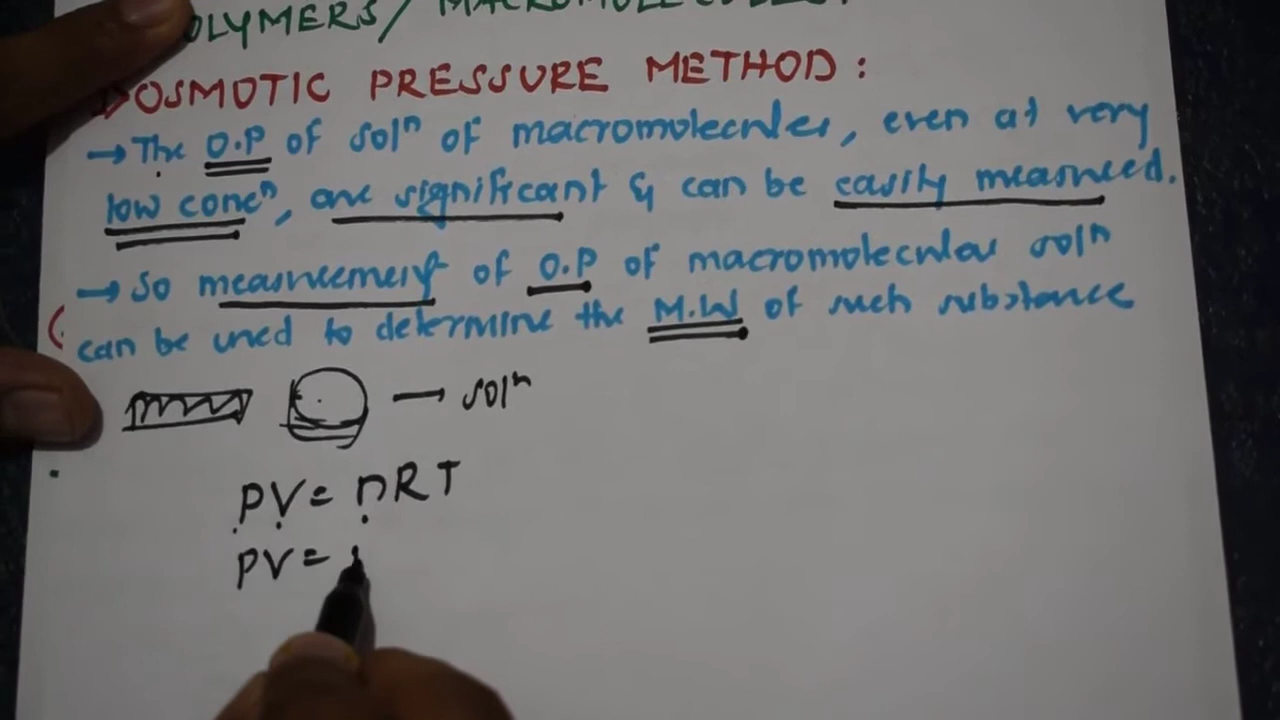 OLYMERS/ MACROMOLECULES:
OSMOTIC PRESSURE METHOD:
→ The O.P of solⁿ of macromolecules, even at very
low concⁿ, are significant & can be easily measured.
→ So measurement of O.P of macromolecular solⁿ
can be used to determine the M.W of such substance
→ solⁿ
PV = nRT
PV =